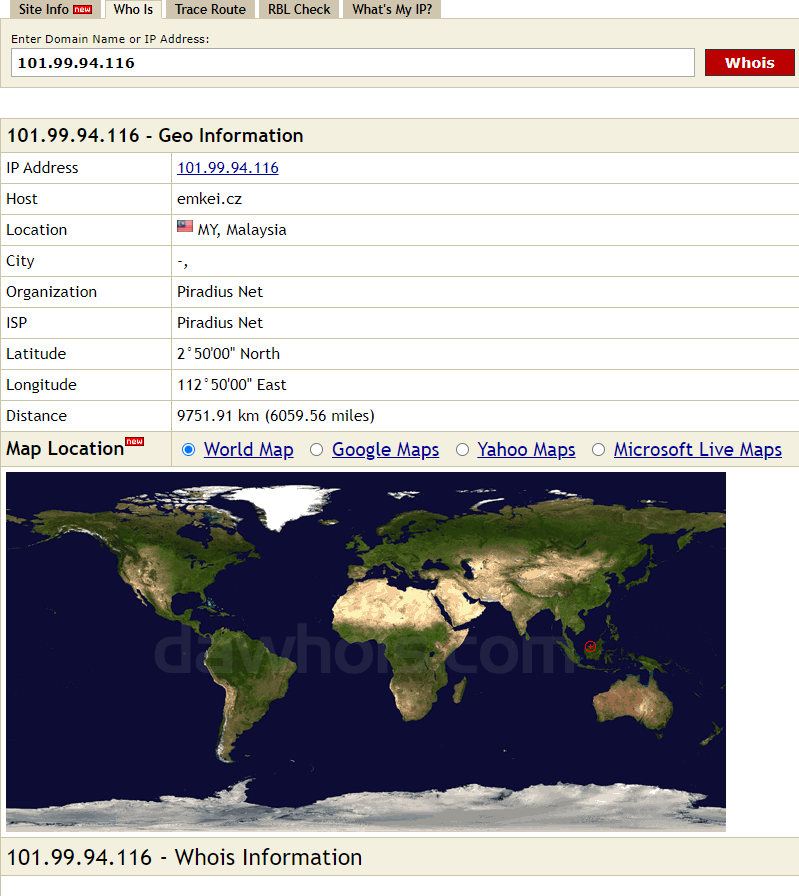 Site Info new Who Is Trace Route RBL Check What's My IP?
Enter Domain Name or IP Address:
101.99.94.116 Whois
101.99.94.116 - Geo Information
IP Address 101.99.94.116
Host emkei.cz
Location MY, Malaysia
City -,
Organization Piradius Net
ISP Piradius Net
Latitude 2°50'00" North
Longitude 112°50'00" East
Distance 9751.91 km (6059.56 miles)
Map Location new World Map Google Maps Yahoo Maps Microsoft Live Maps
dawhois.com
101.99.94.116 - Whois Information